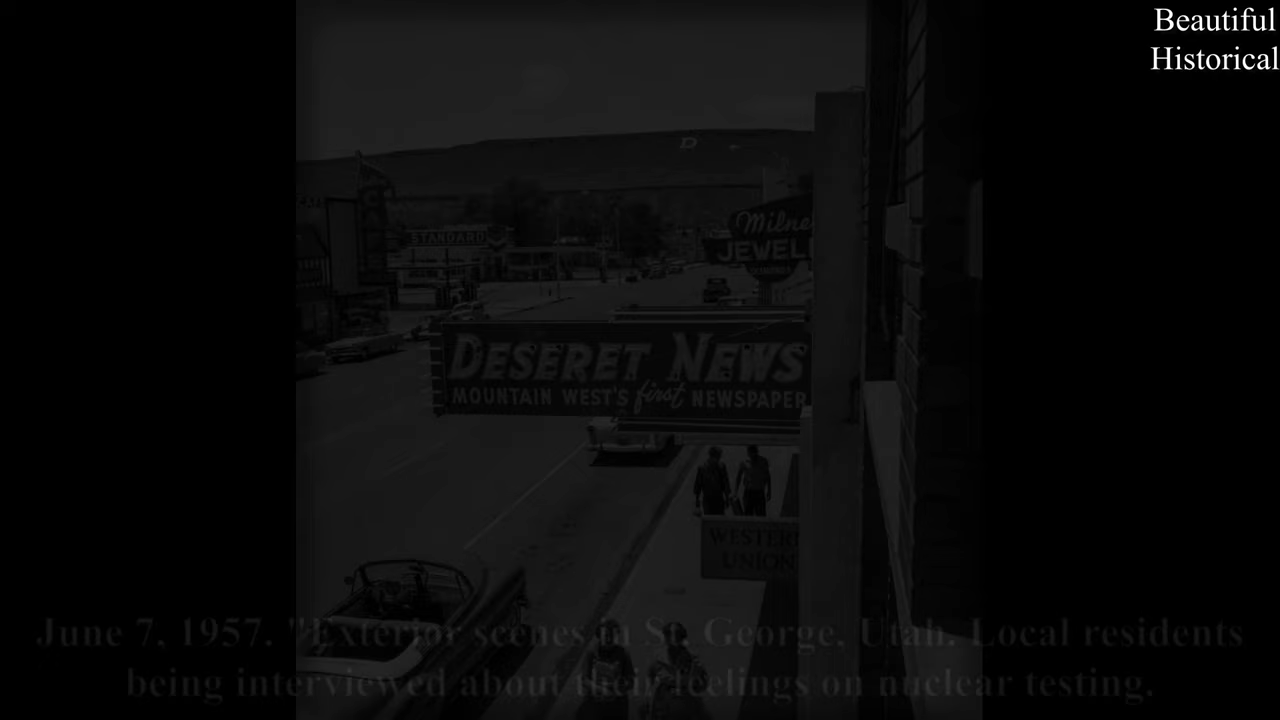 Beautiful
Historical
D
CAFE
STANDARD
Milne
JEWEL
DESERET NEWS
MOUNTAIN WEST'S first NEWSPAPER
WESTERN
UNION
June 7, 1957. "Exterior scenes in St. George, Utah. Local residents
being interviewed about their feelings on nuclear testing.